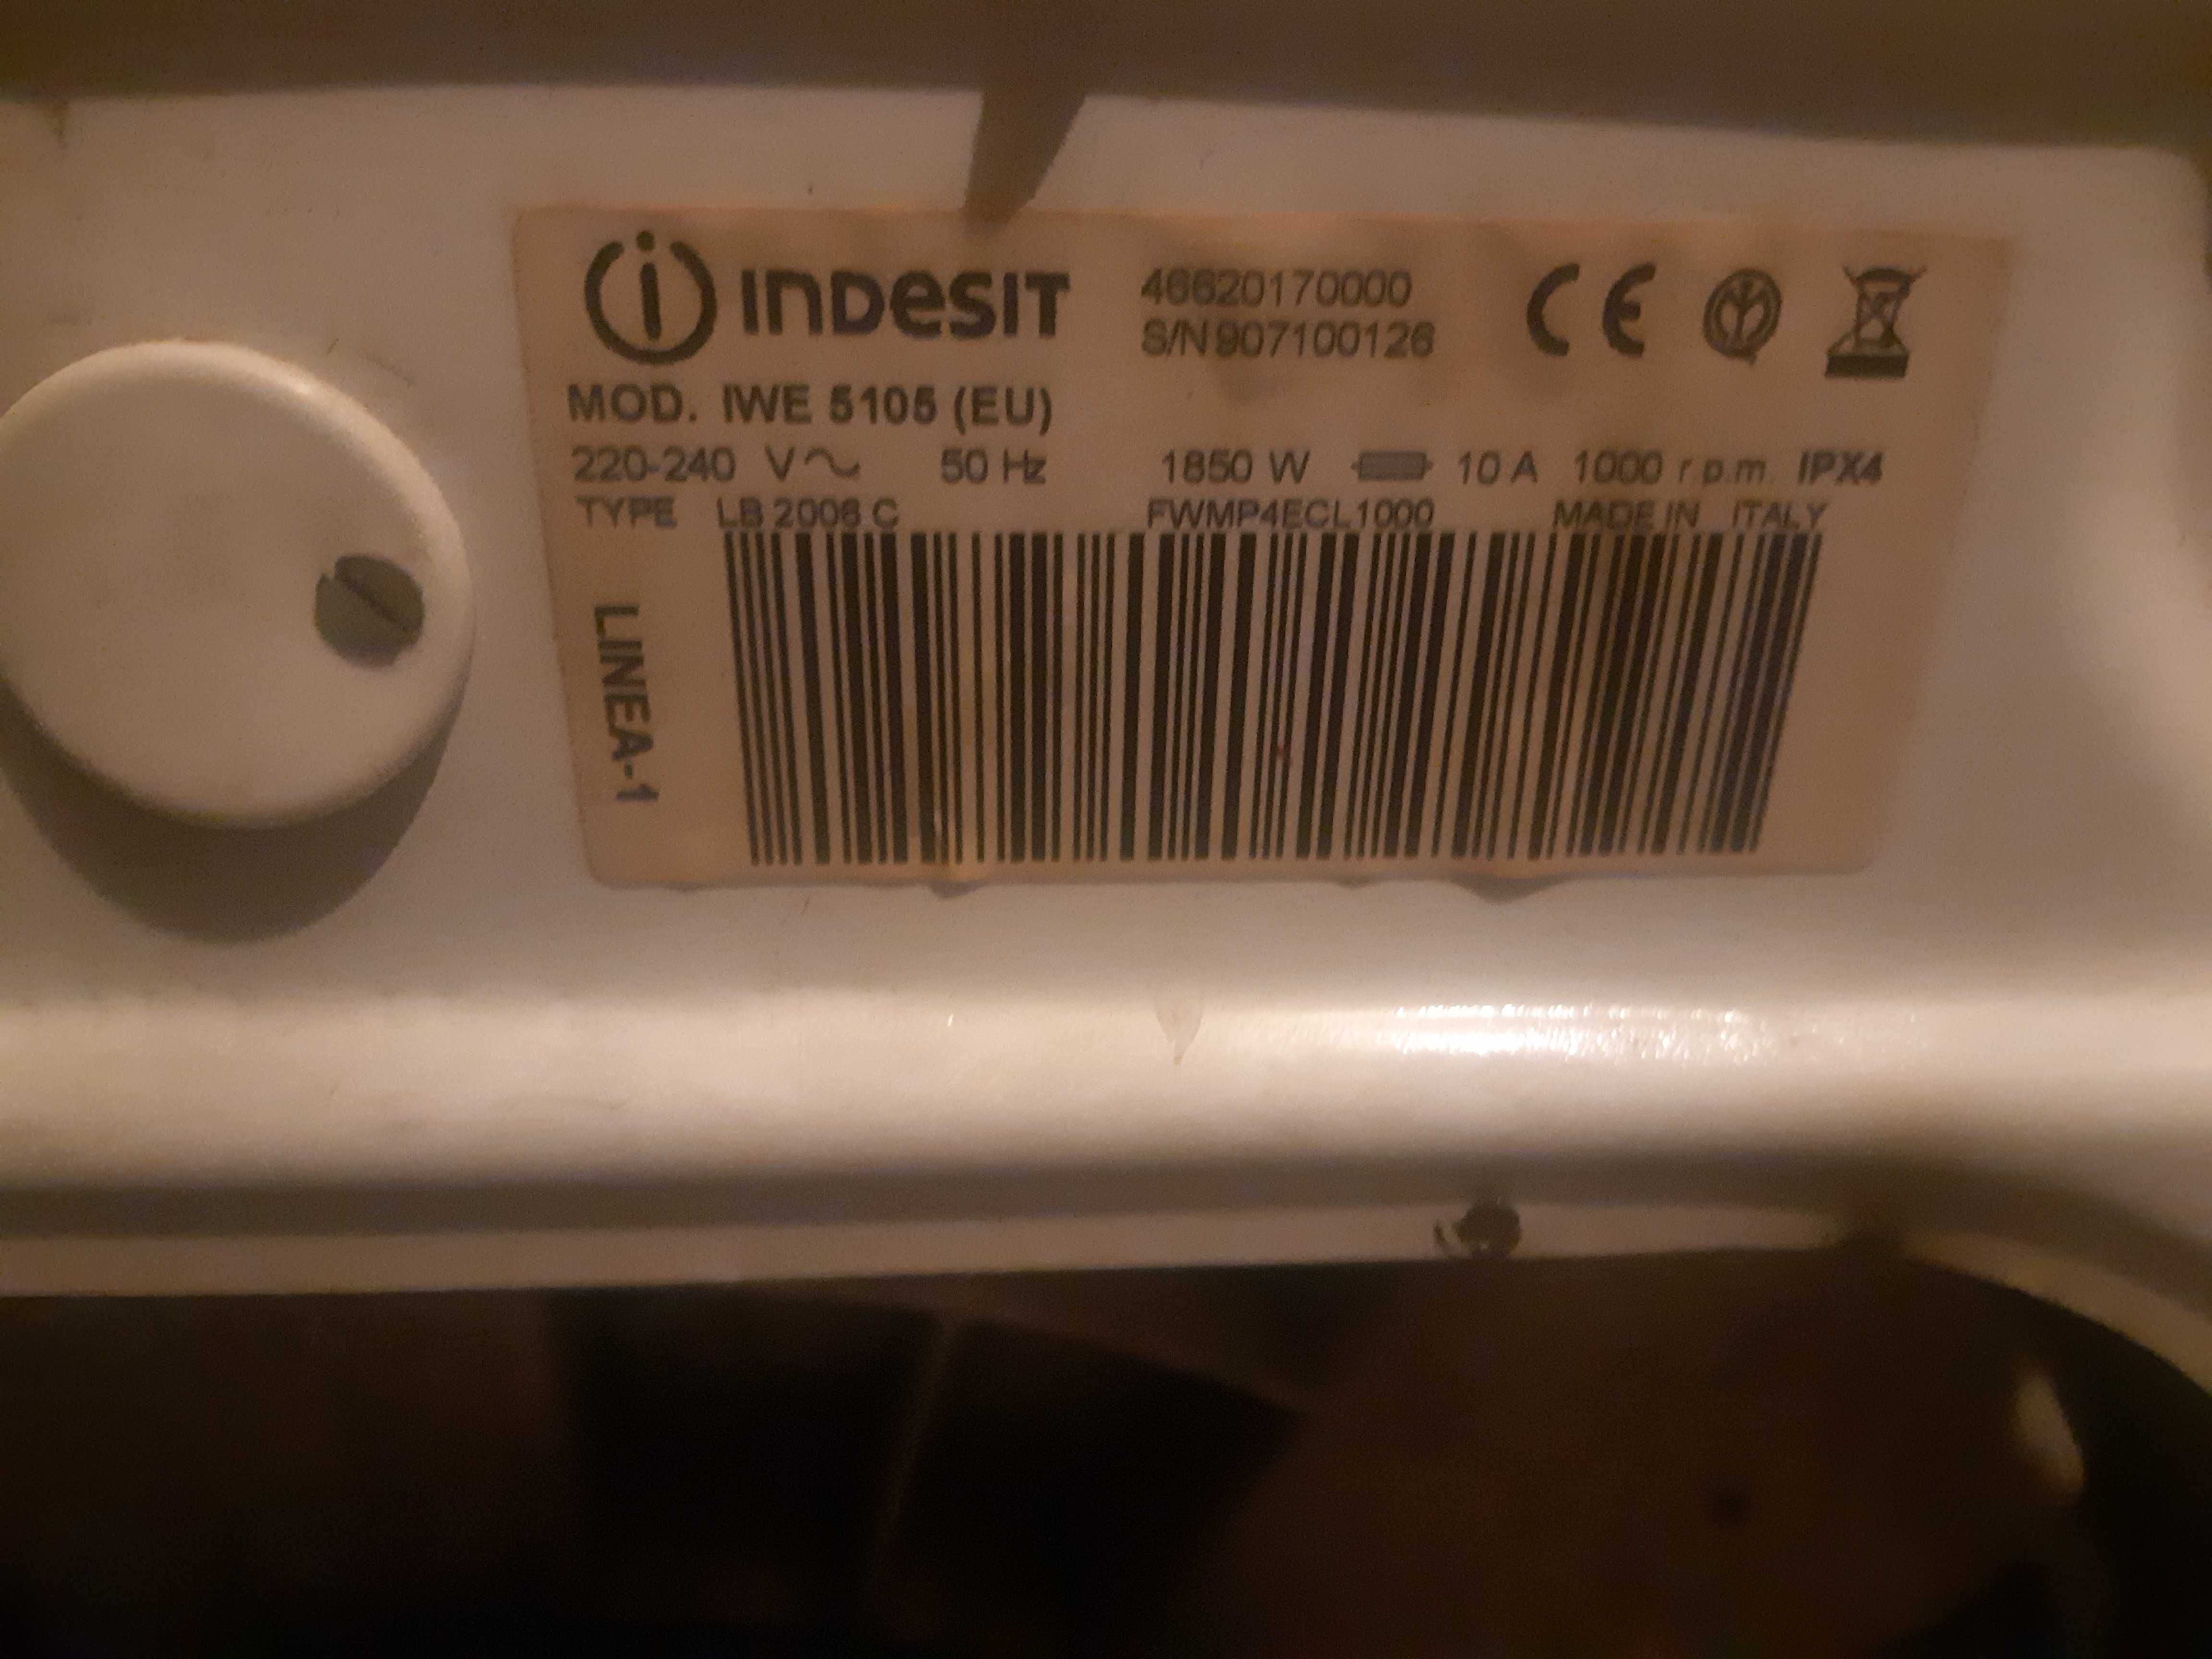 INDESIT
46620170000
S/N 907100126
CE
MOD. IWE 5105 (EU)
220-240 V~ 50 Hz 1850 W 10 A 1000 r p.m. IPX4
TYPE LB 2006 C FWMP4ECL1000 MADE IN ITALY
LINEA-1